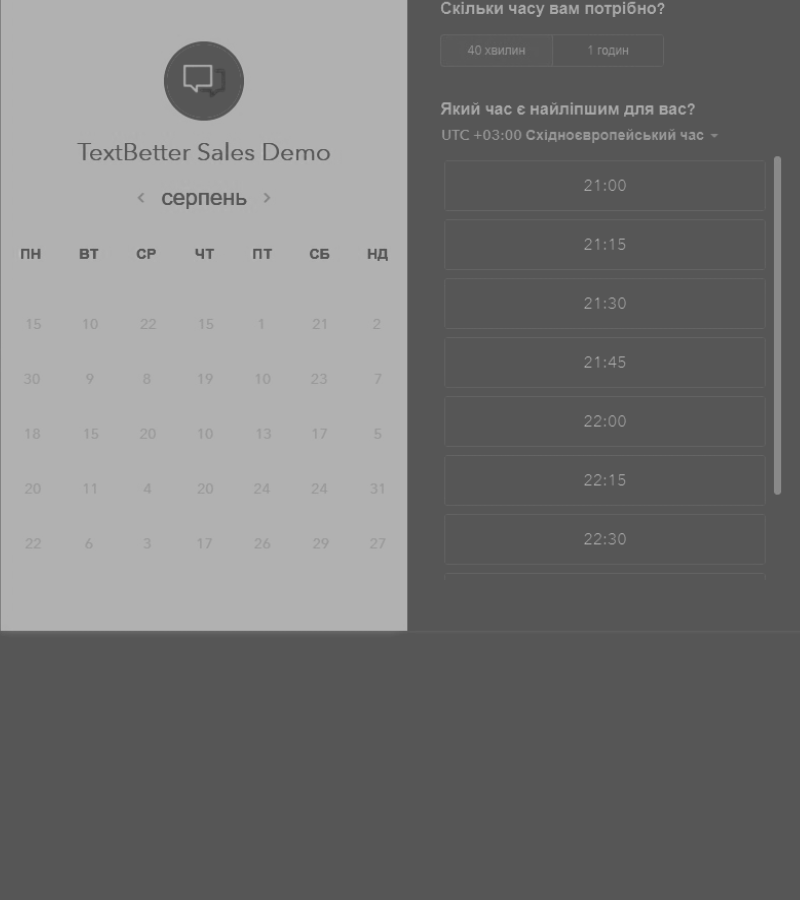 TextBetter Sales Demo
серпень
ПН ВТ СР ЧТ ПТ СБ НД
15 10 22 15 1 21 2
30 9 8 19 10 23 7
18 15 20 10 13 17 5
20 11 4 20 24 24 31
22 6 3 17 26 29 27
Скільки часу вам потрібно?
40 хвилин 1 годин
Який час є найліпшим для вас?
UTC +03:00 Східноєвропейський час
21:00
21:15
21:30
21:45
22:00
22:15
22:30